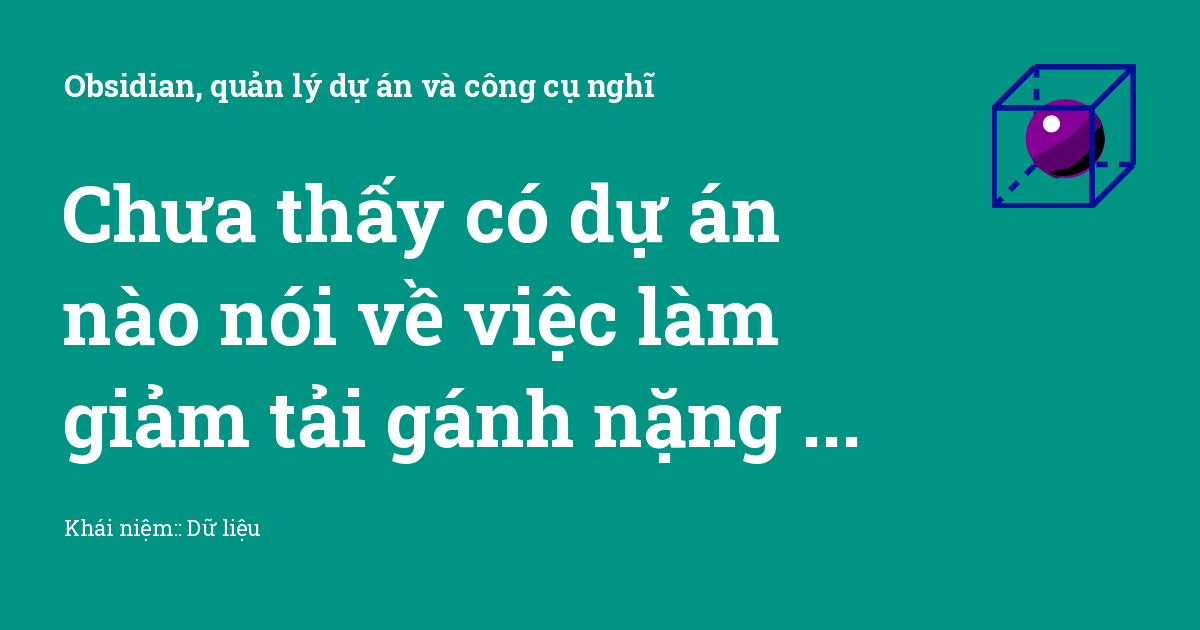 Obsidian, quản lý dự án và công cụ nghĩ
Chưa thấy có dự án
nào nói về việc làm
giảm tải gánh nặng ...
Khái niệm:: Dữ liệu